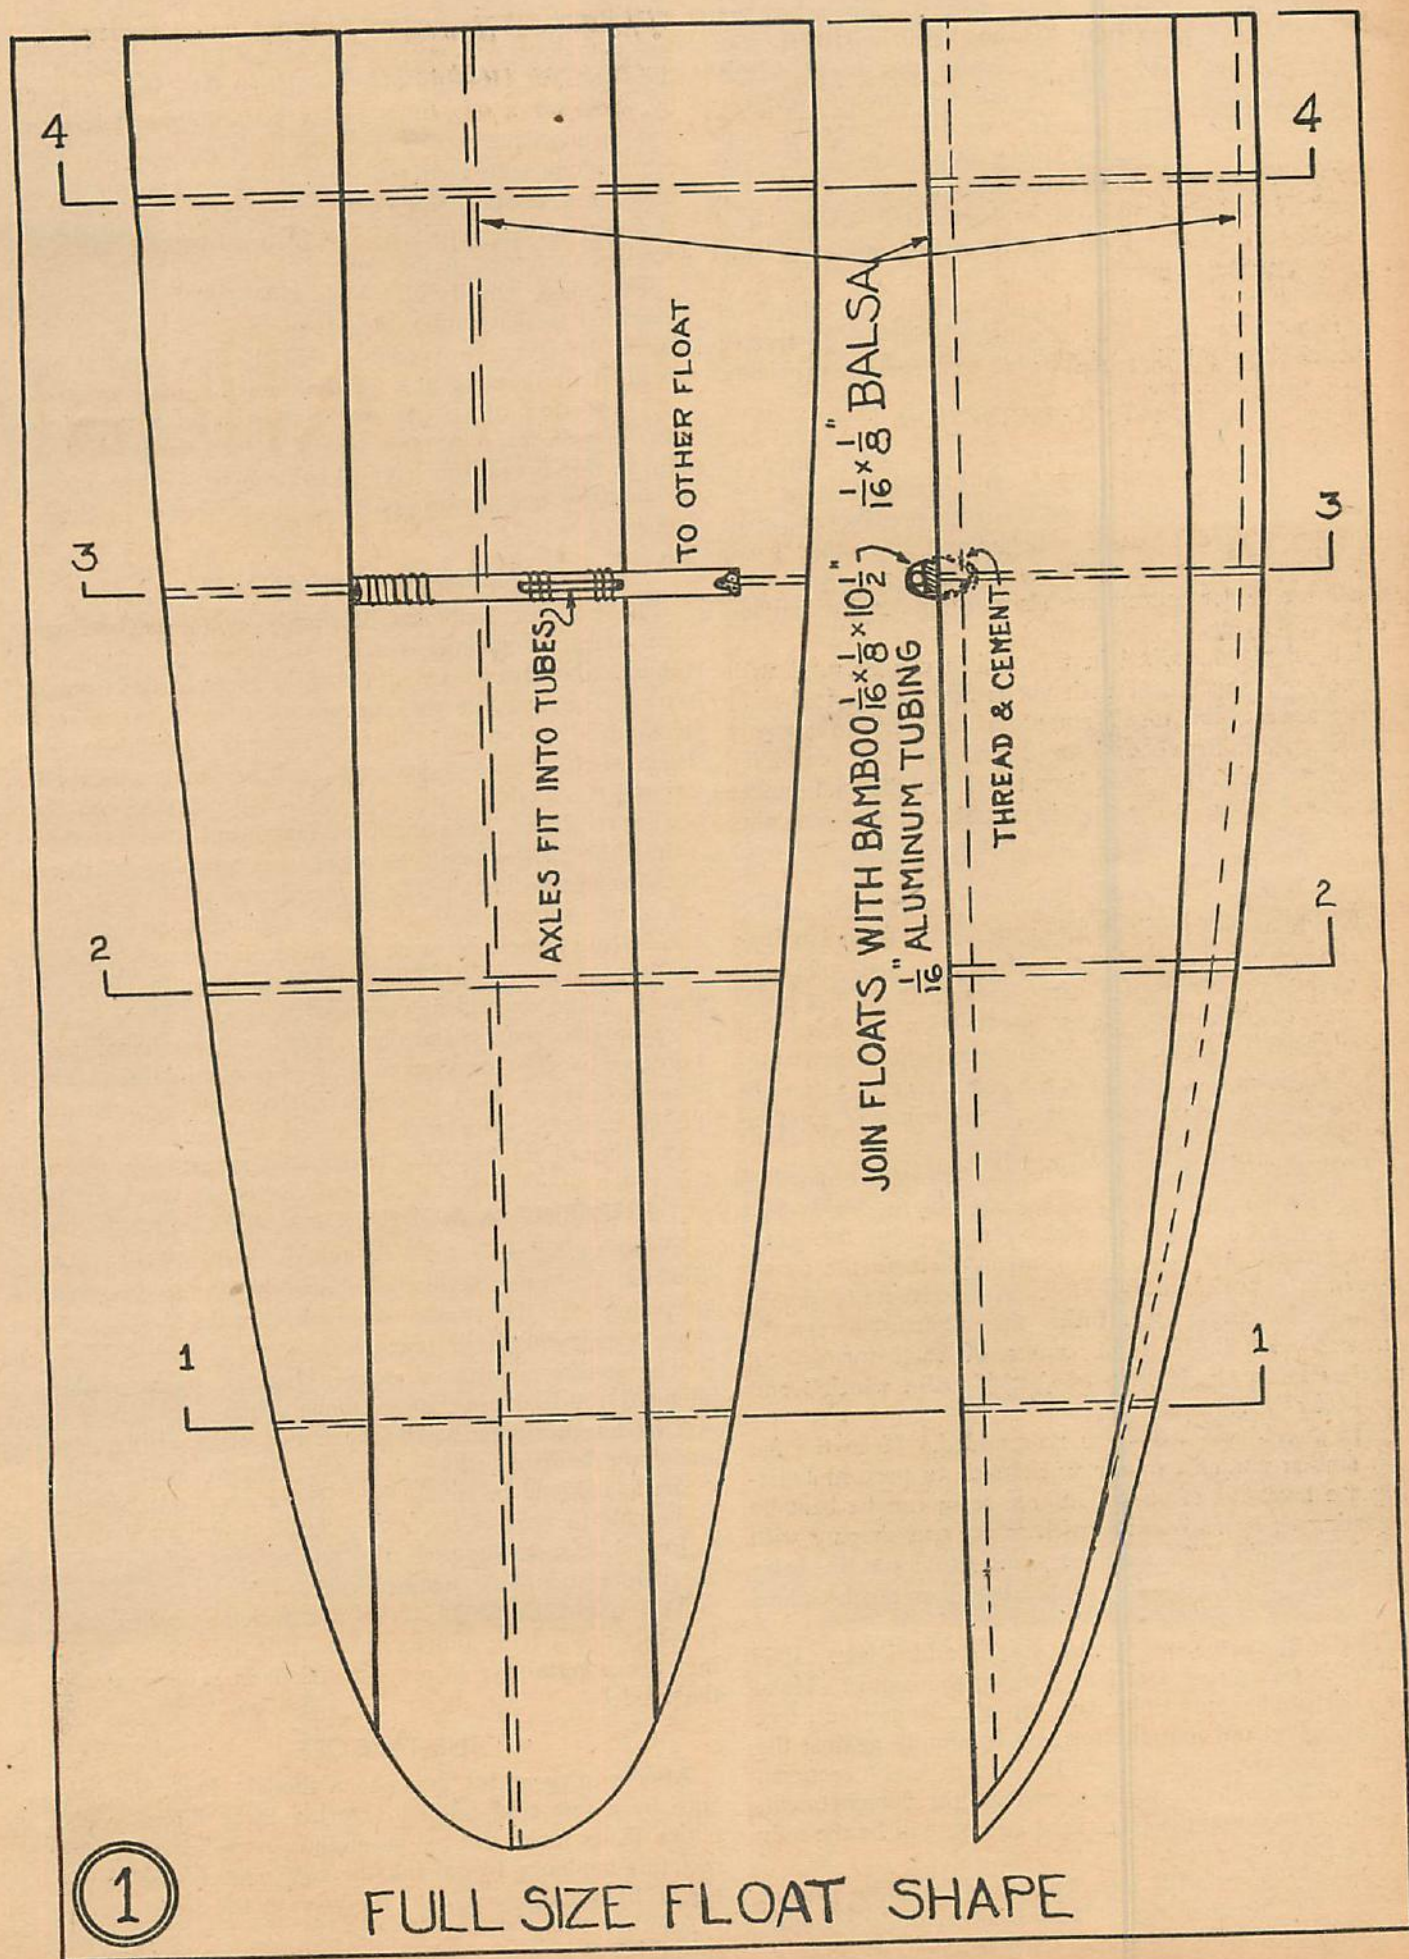 4
4
TO OTHER FLOAT
1/16 × 1/8" BALSA
3
3
AXLES FIT INTO TUBES
JOIN FLOATS WITH BAMBOO 1/16 × 1/8 × 10 1/2"
1/16" ALUMINUM TUBING
THREAD & CEMENT
2
2
1
1
1
FULL SIZE FLOAT SHAPE